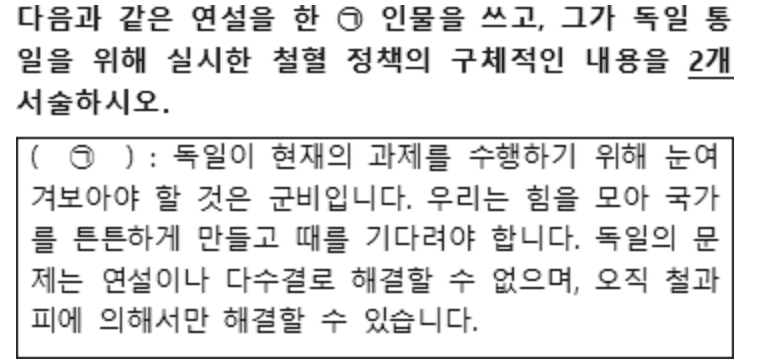 다음과 같은 연설을 한 ㉠ 인물을 쓰고, 그가 독일 통
일을 위해 실시한 철혈 정책의 구체적인 내용을 2개
서술하시오.
( ㉠ ) : 독일이 현재의 과제를 수행하기 위해 눈여
겨보아야 할 것은 군비입니다. 우리는 힘을 모아 국가
를 튼튼하게 만들고 때를 기다려야 합니다. 독일의 문
제는 연설이나 다수결로 해결할 수 없으며, 오직 철과
피에 의해서만 해결할 수 있습니다.